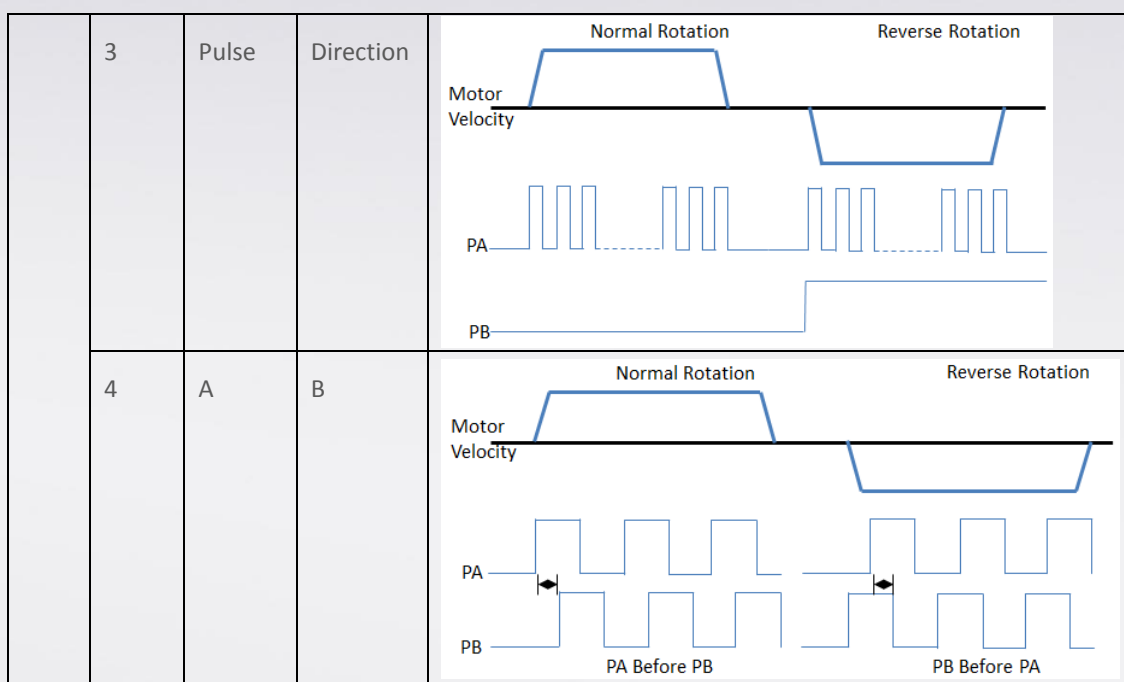 3 Pulse Direction
Normal Rotation Reverse Rotation
Motor
Velocity
PA
PB
4 A B
Normal Rotation Reverse Rotation
Motor
Velocity
PA
PB
PA Before PB PB Before PA